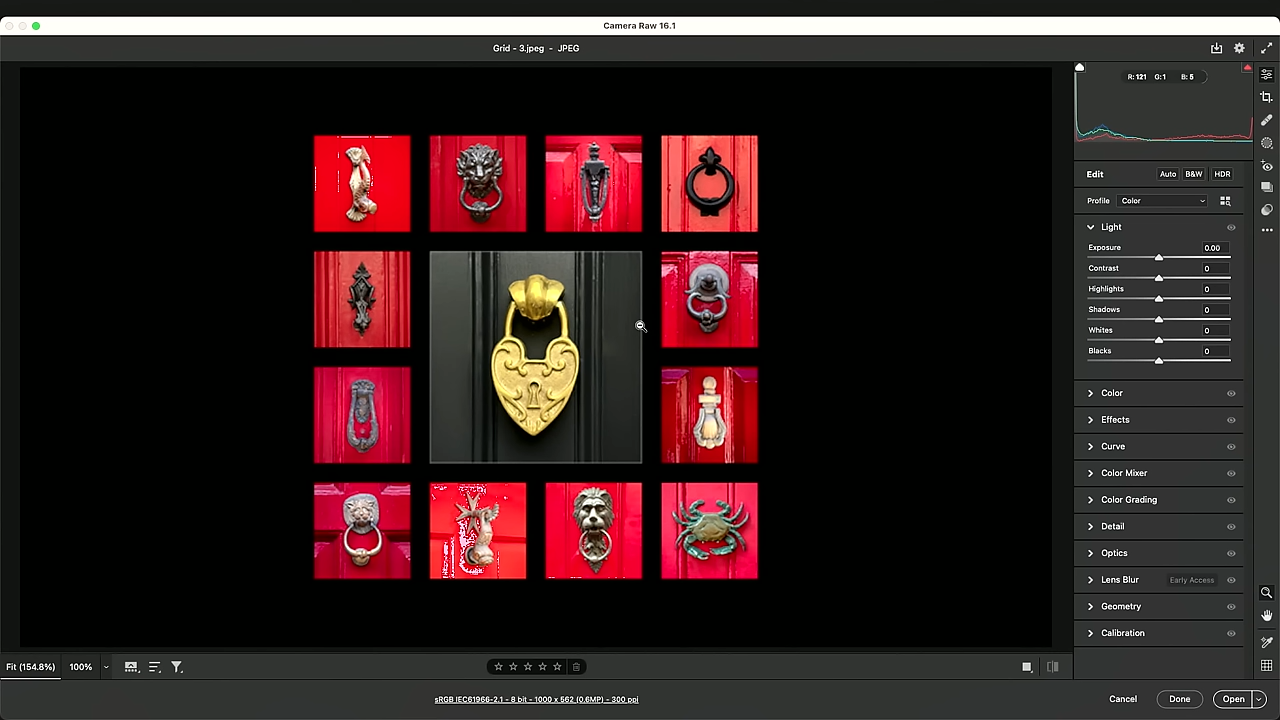 Camera Raw 16.1
Grid - 3.jpeg - JPEG
R: 121 G: 1 B: 5
Edit Auto B&W HDR
Profile Color
Light
Exposure 0.00
Contrast 0
Highlights 0
Shadows 0
Whites 0
Blacks 0
Color
Effects
Curve
Color Mixer
Color Grading
Detail
Optics
Lens Blur Early Access
Geometry
Calibration
Fit (154.8%) 100%
sRGB IEC61966-2.1 - 8 bit - 1000 x 562 (0.6MP) - 300 ppi
Cancel Done Open